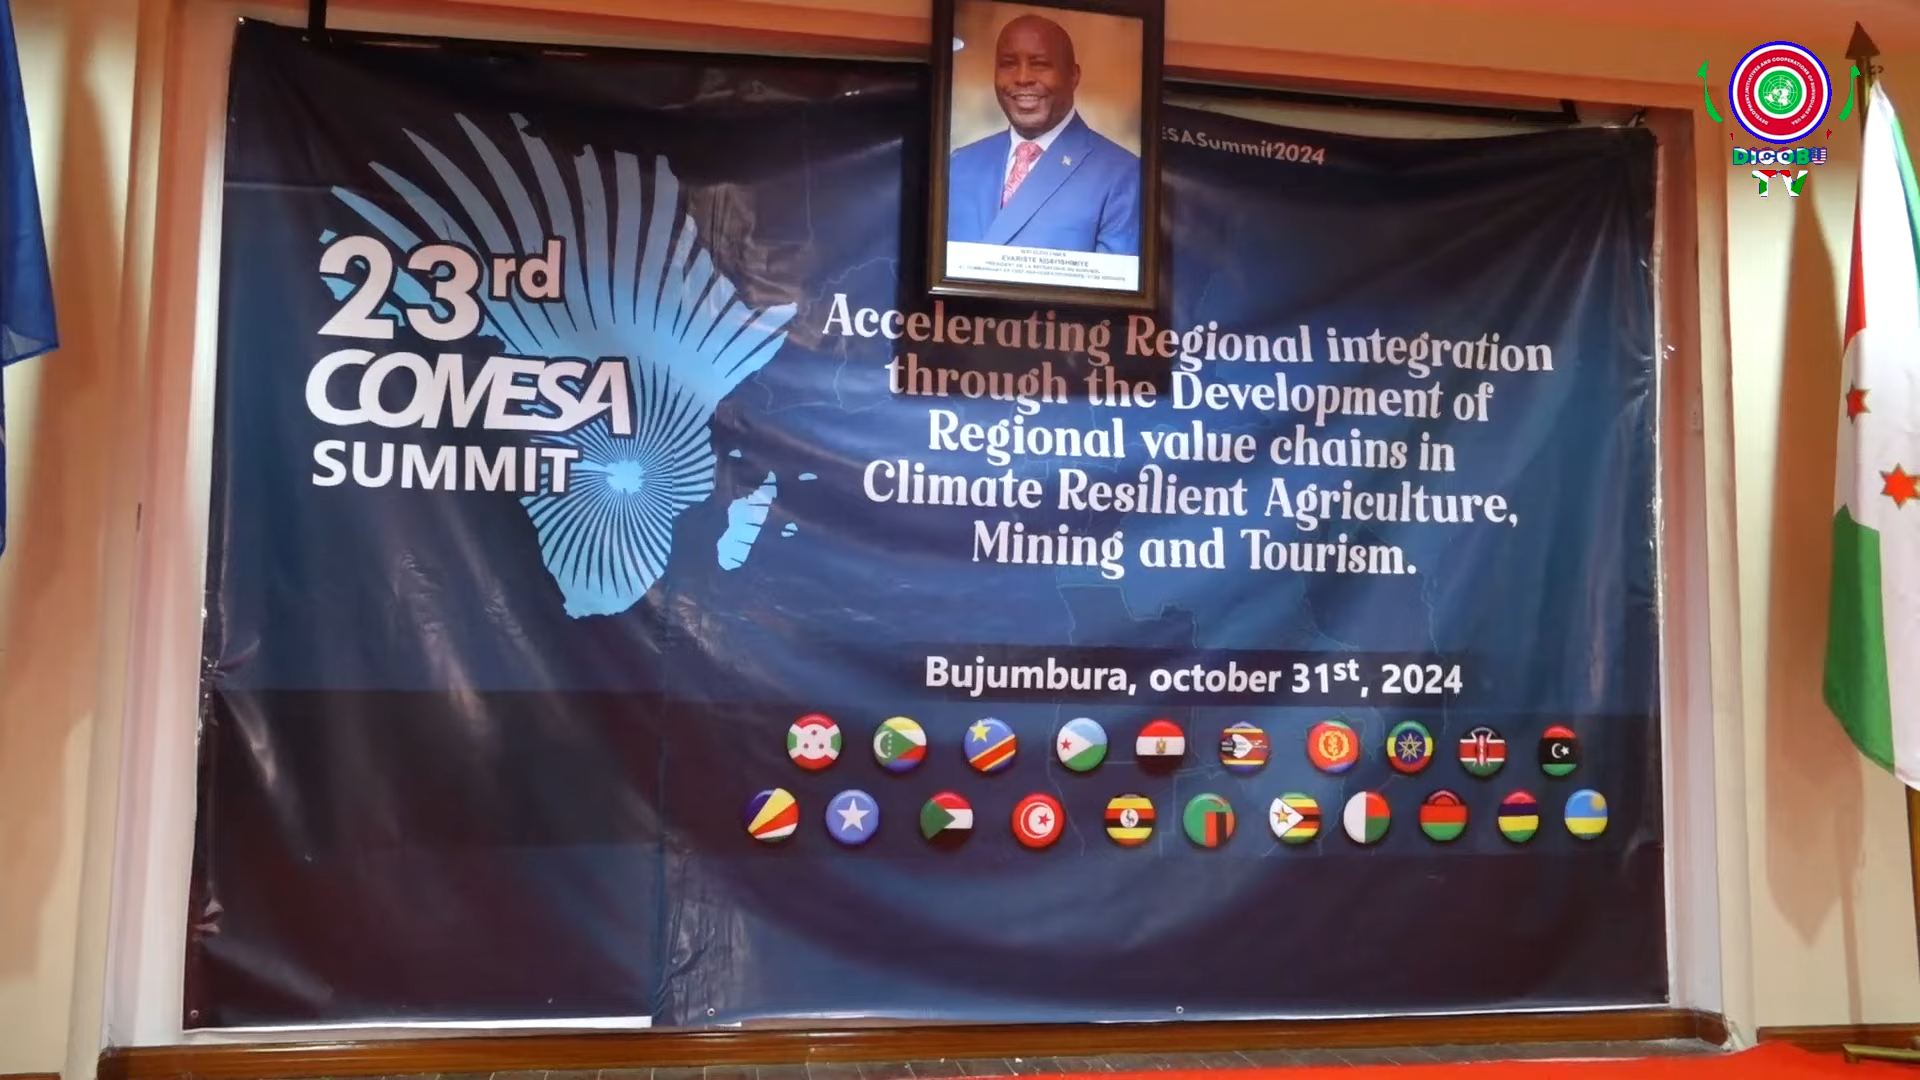 DICOBU
TV
ESASummit2024
EVARISTE NDAYISHIMIYE
23rd
COMESA
SUMMIT
Accelerating Regional integration
through the Development of
Regional value chains in
Climate Resilient Agriculture,
Mining and Tourism.
Bujumbura, october 31st, 2024